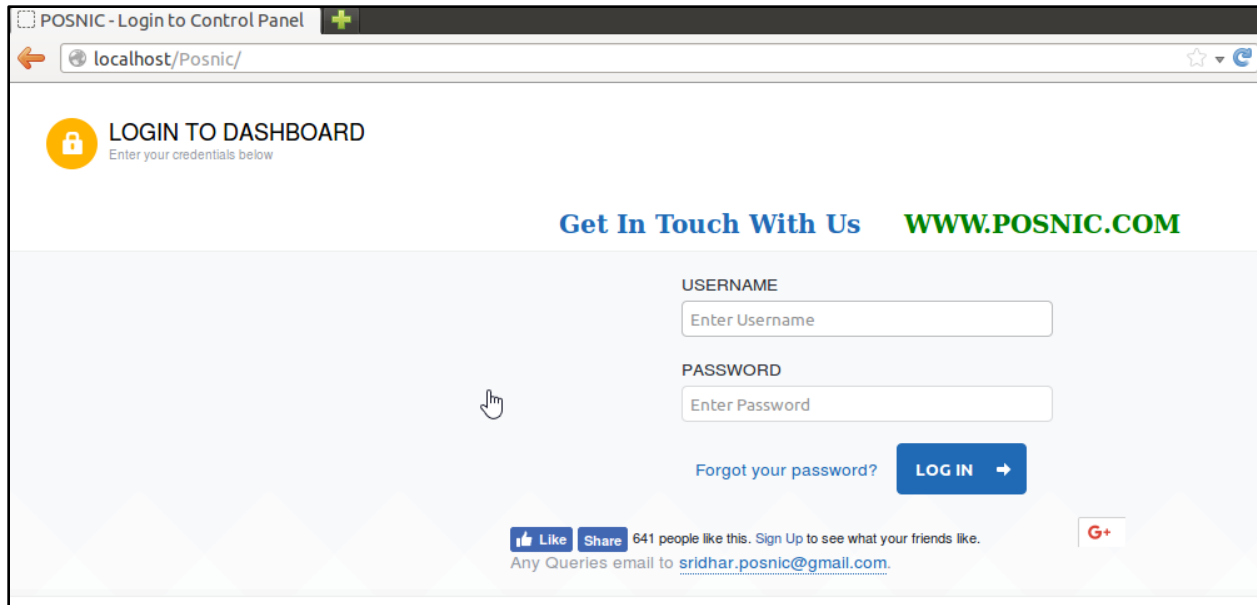 POSNIC - Login to Control Panel
localhost/Posnic/
LOGIN TO DASHBOARD
Enter your credentials below
Get In Touch With Us WWW.POSNIC.COM
USERNAME
Enter Username
PASSWORD
Enter Password
Forgot your password? LOG IN
Like Share 641 people like this. Sign Up to see what your friends like. G+
Any Queries email to sridhar.posnic@gmail.com.